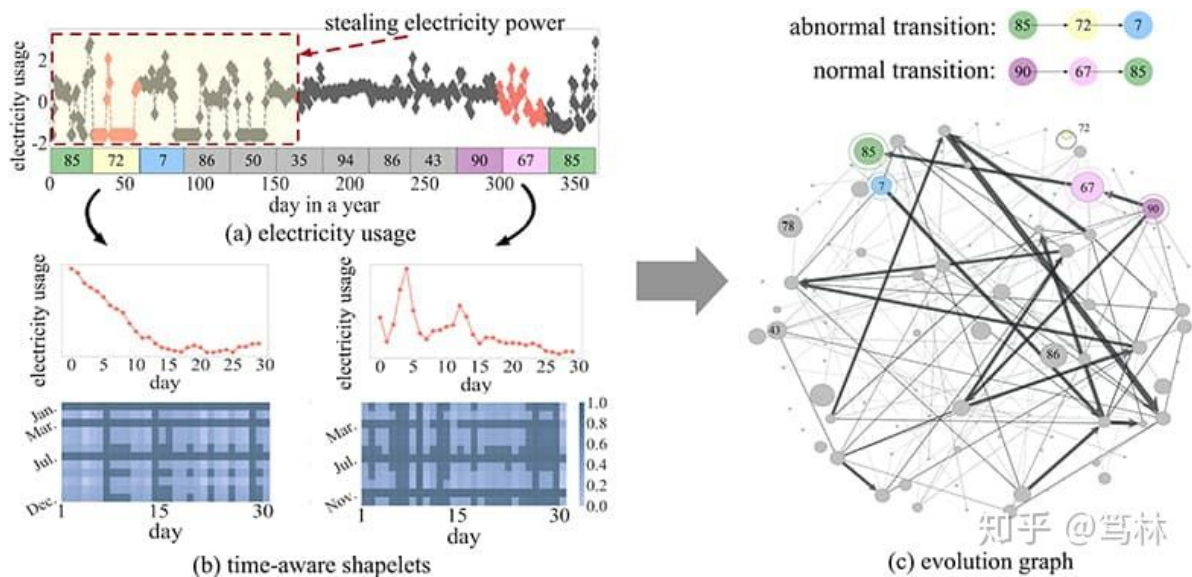 stealing electricity power
electricity usage
2
0
-2
85 72 7 86 50 35 94 86 43 90 67 85
0 50 100 150 200 250 300 350
day in a year
(a) electricity usage
electricity usage
0 5 10 15 20 25 30
day
electricity usage
0 5 10 15 20 25 30
day
Jan.
Mar.
Jul.
Dec.
1 15 30
day
Mar.
Jul.
Nov.
1 15 30
day
1.0
0.8
0.6
0.4
0.2
0.0
(b) time-aware shapelets
abnormal transition: 85 72 7
normal transition: 90 67 85
72
85
7
67
90
78
43
86
知乎 @笃林
(c) evolution graph